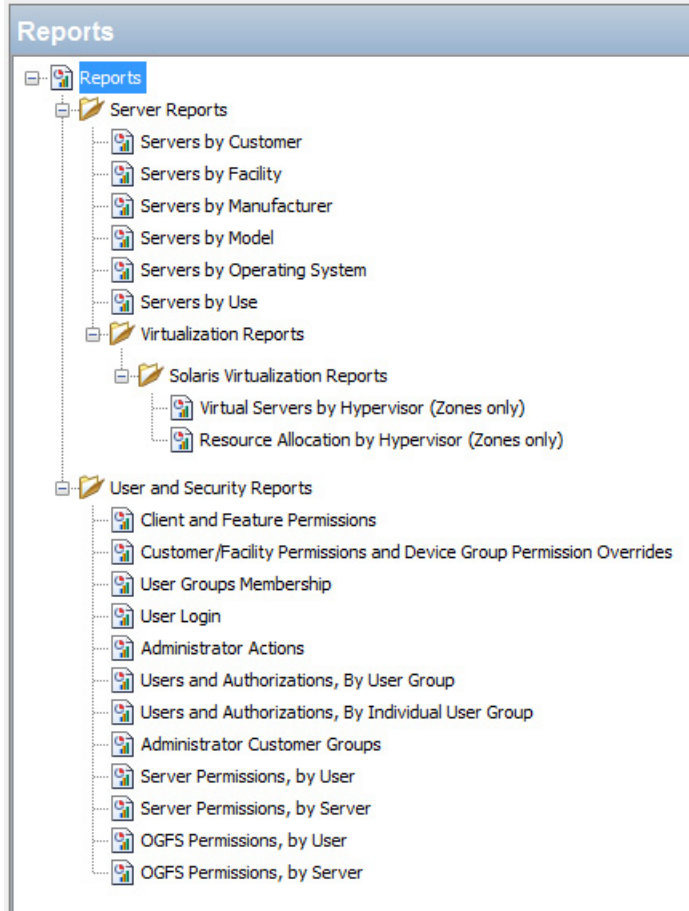 Reports
Reports
Server Reports
Servers by Customer
Servers by Facility
Servers by Manufacturer
Servers by Model
Servers by Operating System
Servers by Use
Virtualization Reports
Solaris Virtualization Reports
Virtual Servers by Hypervisor (Zones only)
Resource Allocation by Hypervisor (Zones only)
User and Security Reports
Client and Feature Permissions
Customer/Facility Permissions and Device Group Permission Overrides
User Groups Membership
User Login
Administrator Actions
Users and Authorizations, By User Group
Users and Authorizations, By Individual User Group
Administrator Customer Groups
Server Permissions, by User
Server Permissions, by Server
OGFS Permissions, by User
OGFS Permissions, by Server